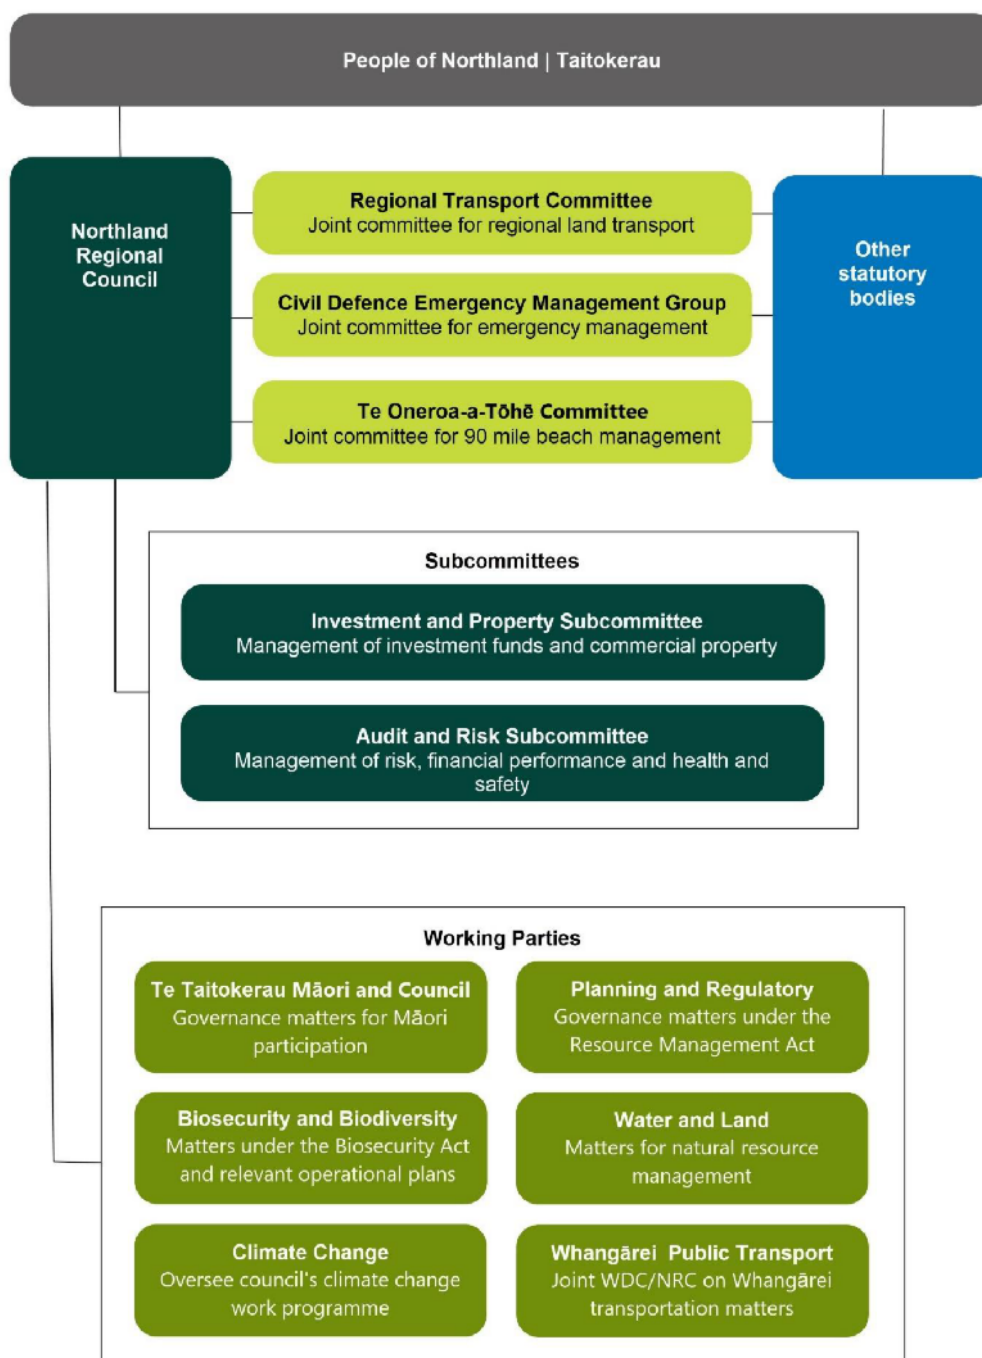 People of Northland | Taitokerau
Northland
Regional
Council
Regional Transport Committee
Joint committee for regional land transport
Civil Defence Emergency Management Group
Joint committee for emergency management
Te Oneroa-a-Tōhē Committee
Joint committee for 90 mile beach management
Other
statutory
bodies
Subcommittees
Investment and Property Subcommittee
Management of investment funds and commercial property
Audit and Risk Subcommittee
Management of risk, financial performance and health and
safety
Working Parties
Te Taitokerau Māori and Council
Governance matters for Māori
participation
Planning and Regulatory
Governance matters under the
Resource Management Act
Biosecurity and Biodiversity
Matters under the Biosecurity Act
and relevant operational plans
Water and Land
Matters for natural resource
management
Climate Change
Oversee council's climate change
work programme
Whangārei Public Transport
Joint WDC/NRC on Whangārei
transportation matters